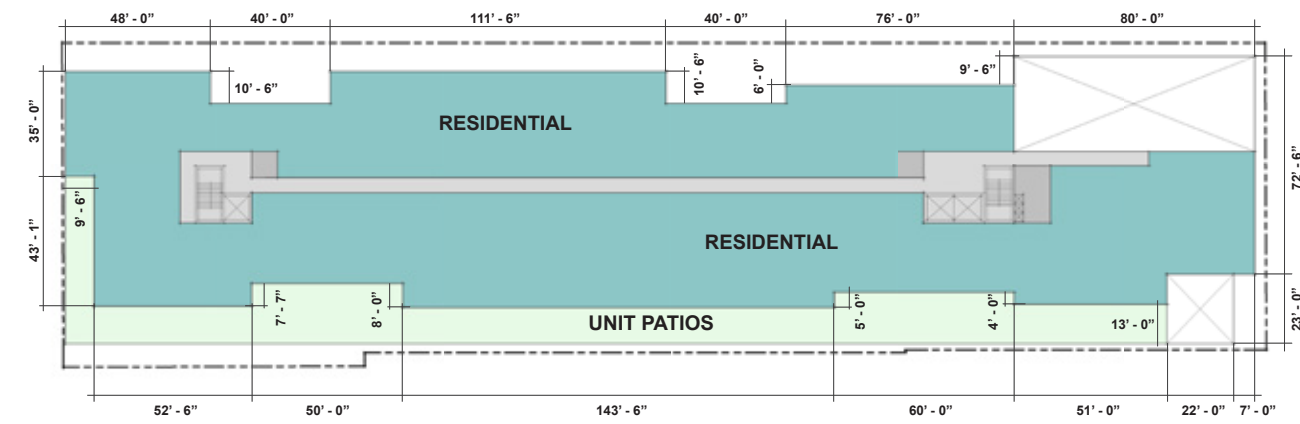 48’ - 0”
40’ - 0”
111’ - 6”
40’ - 0”
76’ - 0”
80’ - 0”
10’ - 6”
10’ - 6”
6’ - 0”
9’ - 6”
35’ - 0”
RESIDENTIAL
72’ - 6”
9’ - 6”
43’ - 1”
RESIDENTIAL
7’ - 7”
8’ - 0”
UNIT PATIOS
5’ - 0”
4’ - 0”
13’ - 0”
23’ - 0”
52’ - 6”
50’ - 0”
143’ - 6”
60’ - 0”
51’ - 0”
22’ - 0”
7’ - 0”